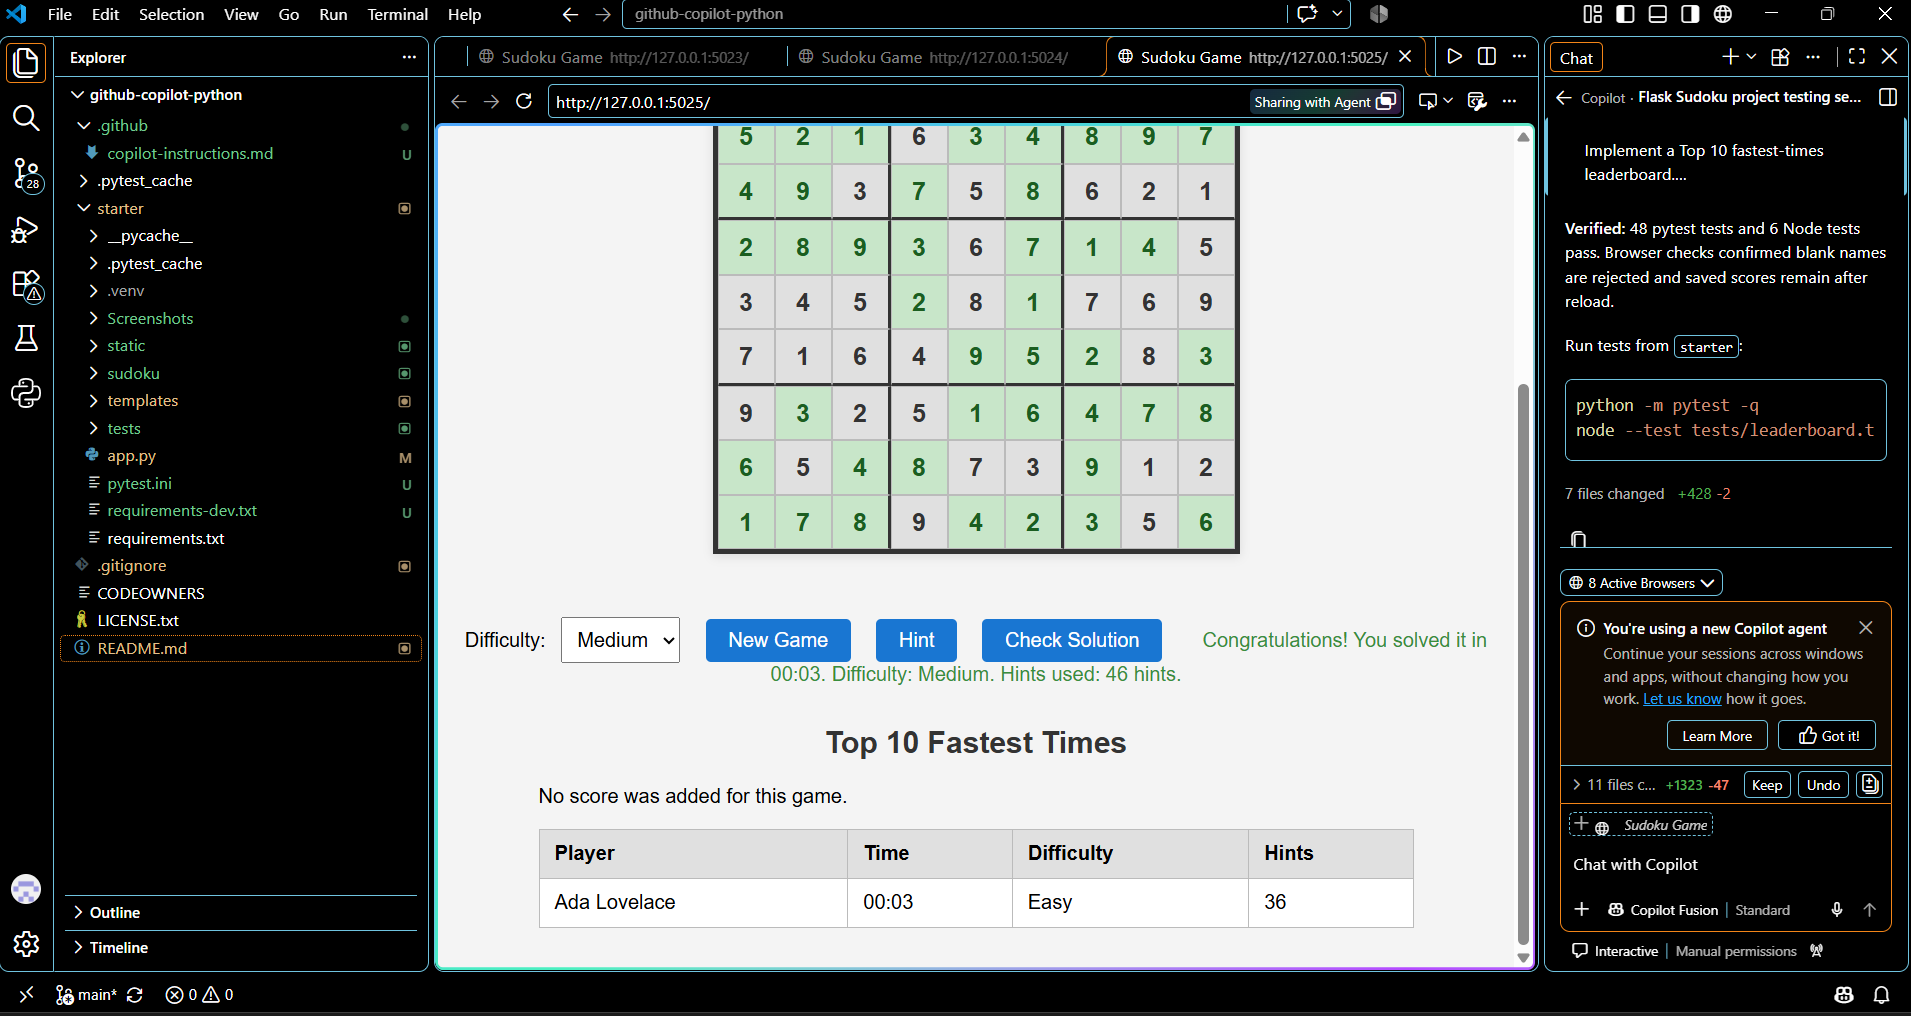 File Edit Selection View Go Run Terminal Help
github-copilot-python
Explorer
github-copilot-python
.github
copilot-instructions.md U
.pytest_cache
starter
__pycache__
.pytest_cache
.venv
Screenshots
static
sudoku
templates
tests
app.py M
pytest.ini U
requirements-dev.txt U
requirements.txt
.gitignore
CODEOWNERS
LICENSE.txt
README.md
Outline
Timeline
28
Sudoku Game http://127.0.0.1:5023/
Sudoku Game http://127.0.0.1:5024/
Sudoku Game http://127.0.0.1:5025/
http://127.0.0.1:5025/
Sharing with Agent
5 2 1 6 3 4 8 9 7
4 9 3 7 5 8 6 2 1
2 8 9 3 6 7 1 4 5
3 4 5 2 8 1 7 6 9
7 1 6 4 9 5 2 8 3
9 3 2 5 1 6 4 7 8
6 5 4 8 7 3 9 1 2
1 7 8 9 4 2 3 5 6
Difficulty: Medium New Game Hint Check Solution Congratulations! You solved it in
00:03. Difficulty: Medium. Hints used: 46 hints.
Top 10 Fastest Times
No score was added for this game.
Player Time Difficulty Hints
Ada Lovelace 00:03 Easy 36
Chat
Copilot · Flask Sudoku project testing se...
Implement a Top 10 fastest-times
leaderboard....
Verified: 48 pytest tests and 6 Node tests
pass. Browser checks confirmed blank names
are rejected and saved scores remain after
reload.
Run tests from starter:
python -m pytest -q
node --test tests/leaderboard.t
7 files changed +428 -2
8 Active Browsers
You're using a new Copilot agent
Continue your sessions across windows
and apps, without changing how you
work. Let us know how it goes.
Learn More Got it!
11 files c... +1323 -47 Keep Undo
Sudoku Game
Chat with Copilot
Copilot Fusion | Standard
Interactive | Manual permissions
main* 0 0